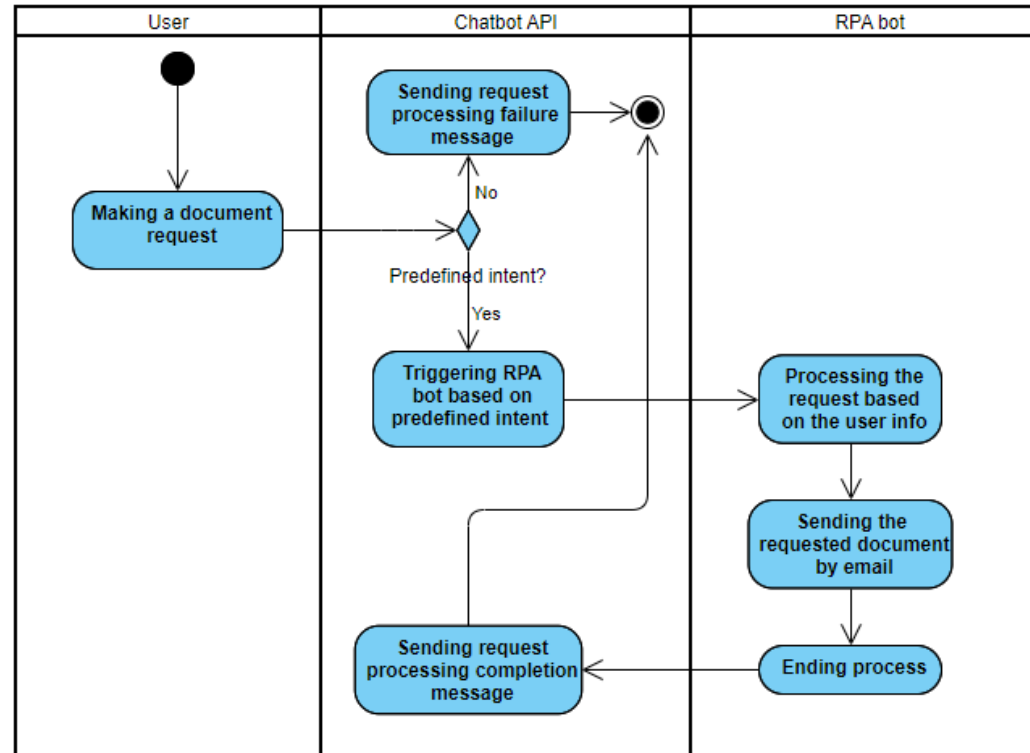 User
Chatbot API
RPA bot
Sending request
processing failure
message
No
Making a document
request
Predefined intent?
Yes
Triggering RPA
bot based on
predefined intent
Processing the
request based
on the user info
Sending the
requested document
by email
Sending request
processing completion
message
Ending process